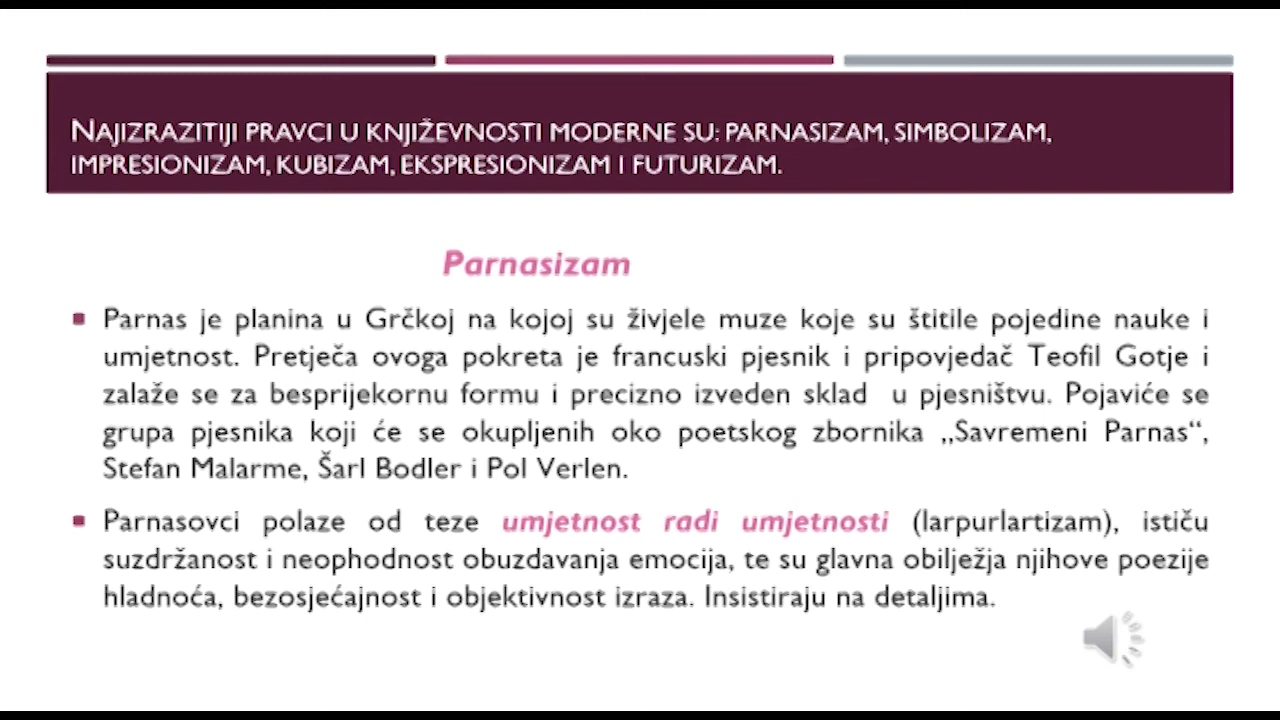 NAJIZRAZITIJI PRAVCI U KNJIŽEVNOSTI MODERNE SU: PARNASIZAM, SIMBOLIZAM,
IMPRESIONIZAM, KUBIZAM, EKSPRESIONIZAM I FUTURIZAM.
Parnasizam
Parnas je planina u Grčkoj na kojoj su živjele muze koje su štitile pojedine nauke i
umjetnost. Pretječa ovoga pokreta je francuski pjesnik i pripovjedač Teofil Gotje i
zalaže se za besprijekornu formu i precizno izveden sklad u pjesništvu. Pojaviće se
grupa pjesnika koji će se okupljenih oko poetskog zbornika ,,Savremeni Parnas“,
Stefan Malarme, Šarl Bodler i Pol Verlen.
Parnasovci polaze od teze umjetnost radi umjetnosti (larpurlartizam), ističu
suzdržanost i neophodnost obuzdavanja emocija, te su glavna obilježja njihove poezije
hladnoća, bezosjećajnost i objektivnost izraza. Insistiraju na detaljima.